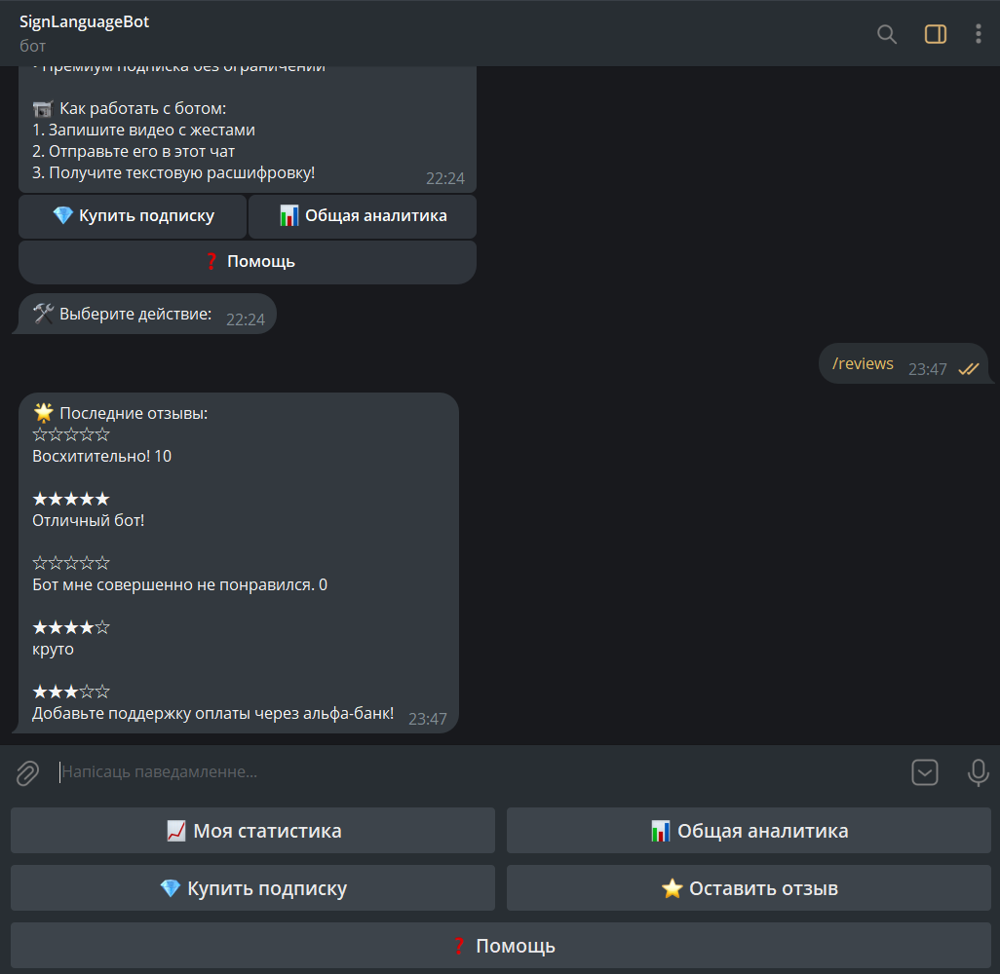 SignLanguageBot
бот
- Премиум подписка без ограничений
Как работать с ботом:
1. Запишите видео с жестами
2. Отправьте его в этот чат
3. Получите текстовую расшифровку!
22:24
Купить подписку
Общая аналитика
Помощь
Выберите действие: 22:24
/reviews 23:47
Последние отзывы:
☆☆☆☆☆
Восхитительно! 10
★★★★★
Отличный бот!
☆☆☆☆☆
Бот мне совершенно не понравился. 0
★★★★☆
круто
★★★☆☆
Добавьте поддержку оплаты через альфа-банк! 23:47
Напісаць паведамленне...
Моя статистика
Общая аналитика
Купить подписку
Оставить отзыв
Помощь